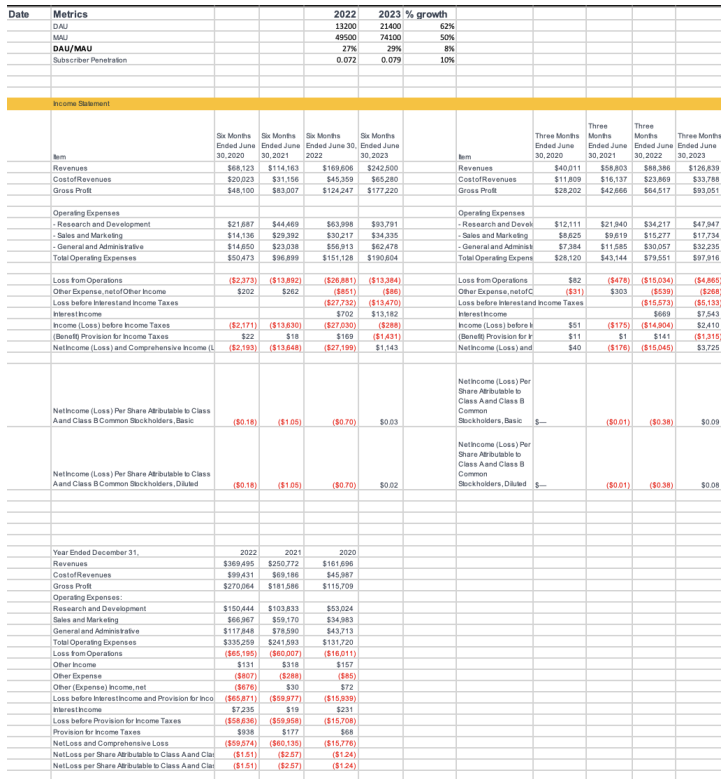 Date Metrics 2022 2023 % growth
DAU 13200 21400 62%
MAU 49500 74100 50%
DAU/MAU 27% 29% 8%
Subscriber Penetration 0.072 0.079 10%
Income Statement
Item Six Months Ended June 30, 2020 Six Months Ended June 30, 2021 Six Months Ended June 30, 2022 Six Months Ended June 30, 2023 Item Three Months Ended June 30, 2020 Three Months Ended June 30, 2021 Three Months Ended June 30, 2022 Three Months Ended June 30, 2023
Revenues $68,123 $114,163 $169,606 $242,500 Revenues $40,011 $58,803 $88,386 $126,839
Cost of Revenues $20,023 $31,156 $45,359 $65,280 Cost of Revenues $11,809 $16,137 $23,869 $33,788
Gross Profit $48,100 $83,007 $124,247 $177,220 Gross Profit $28,202 $42,666 $64,517 $93,051
Operating Expenses Operating Expenses
- Research and Development $21,687 $44,469 $63,998 $93,791 - Research and Devel $12,111 $21,940 $34,217 $47,947
- Sales and Marketing $14,136 $29,392 $30,217 $34,335 - Sales and Marketing $8,625 $9,619 $15,277 $17,734
- General and Administrative $14,650 $23,038 $56,913 $62,478 - General and Administ $7,384 $11,585 $30,057 $32,235
Total Operating Expenses $50,473 $96,899 $151,128 $190,604 Total Operating Expens $28,120 $43,144 $79,551 $97,916
Loss from Operations ($2,373) ($13,892) ($26,881) ($13,384) Loss from Operations $82 ($478) ($15,034) ($4,865)
Other Expense, net of Other Income $202 $262 ($851) ($86) Other Expense, net of C ($31) $303 ($539) ($268)
Loss before Interest and Income Taxes ($27,732) ($13,470) Loss before Interest and Income Taxes ($15,573) ($5,133)
Interest Income $702 $13,182 Interest Income $669 $7,543
Income (Loss) before Income Taxes ($2,171) ($13,630) ($27,030) ($288) Income (Loss) before I $51 ($175) ($14,904) $2,410
(Benefit) Provision for Income Taxes $22 $18 $169 ($1,431) (Benefit) Provision for I $11 $1 $141 ($1,315)
Net Income (Loss) and Comprehensive Income (L ($2,193) ($13,648) ($27,199) $1,143 Net Income (Loss) and $40 ($176) ($15,045) $3,725
Net Income (Loss) Per Share Attributable to Class A and Class B Common Stockholders, Basic ($0.18) ($1.05) ($0.70) $0.03 Net Income (Loss) Per Share Attributable to Class A and Class B Common Stockholders, Basic $— ($0.01) ($0.38) $0.09
Net Income (Loss) Per Share Attributable to Class A and Class B Common Stockholders, Diluted ($0.18) ($1.05) ($0.70) $0.02 Net Income (Loss) Per Share Attributable to Class A and Class B Common Stockholders, Diluted $— ($0.01) ($0.38) $0.08
Year Ended December 31, 2022 2021 2020
Revenues $369,495 $250,772 $161,696
Cost of Revenues $99,431 $69,186 $45,987
Gross Profit $270,064 $181,586 $115,709
Operating Expenses:
Research and Development $150,444 $103,833 $53,024
Sales and Marketing $66,967 $59,170 $34,983
General and Administrative $117,848 $78,590 $43,713
Total Operating Expenses $335,259 $241,593 $131,720
Loss from Operations ($65,195) ($60,007) ($16,011)
Other Income $131 $318 $157
Other Expense ($807) ($288) ($85)
Other (Expense) Income, net ($676) $30 $72
Loss before Interest Income and Provision for Inco ($65,871) ($59,977) ($15,939)
Interest Income $7,235 $19 $231
Loss before Provision for Income Taxes ($58,636) ($59,958) ($15,708)
Provision for Income Taxes $938 $177 $68
Net Loss and Comprehensive Loss ($59,574) ($60,135) ($15,776)
Net Loss per Share Attributable to Class A and Clas ($1.51) ($2.57) ($1.24)
Net Loss per Share Attributable to Class A and Clas ($1.51) ($2.57) ($1.24)